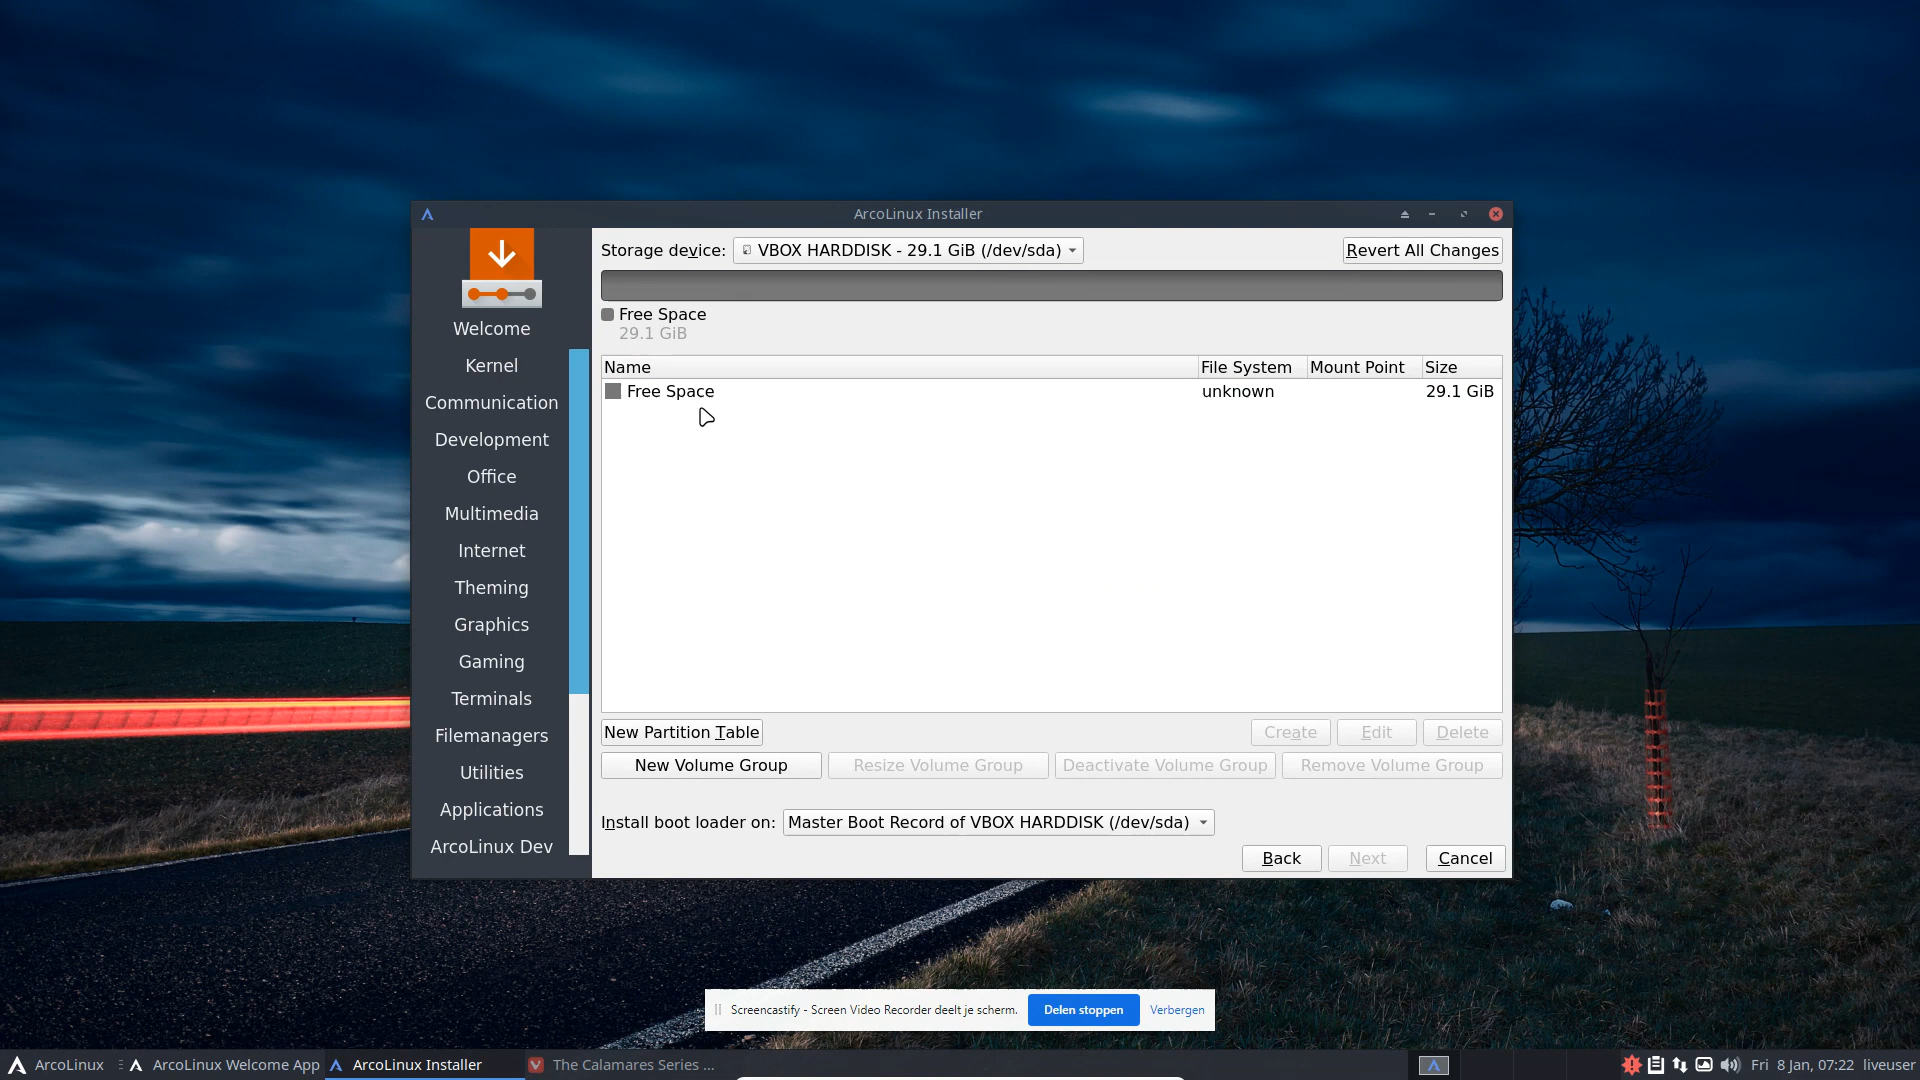 ArcoLinux Installer
Storage device: VBOX HARDDISK - 29.1 GiB (/dev/sda) Revert All Changes
Free Space
29.1 GiB
Name File System Mount Point Size
Free Space unknown 29.1 GiB
Welcome
Kernel
Communication
Development
Office
Multimedia
Internet
Theming
Graphics
Gaming
Terminals
Filemanagers
Utilities
Applications
ArcoLinux Dev
New Partition Table Create Edit Delete
New Volume Group Resize Volume Group Deactivate Volume Group Remove Volume Group
Install boot loader on: Master Boot Record of VBOX HARDDISK (/dev/sda)
Back Next Cancel
Screencastify - Screen Video Recorder deelt je scherm. Delen stoppen Verbergen
ArcoLinux ArcoLinux Welcome App ArcoLinux Installer The Calamares Series ... Fri 8 Jan, 07:22 liveuser